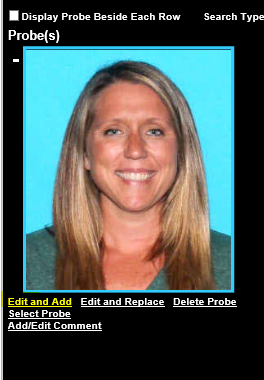 Display Probe Beside Each Row Search Type
Probe(s)
Edit and Add Edit and Replace Delete Probe
Select Probe
Add/Edit Comment